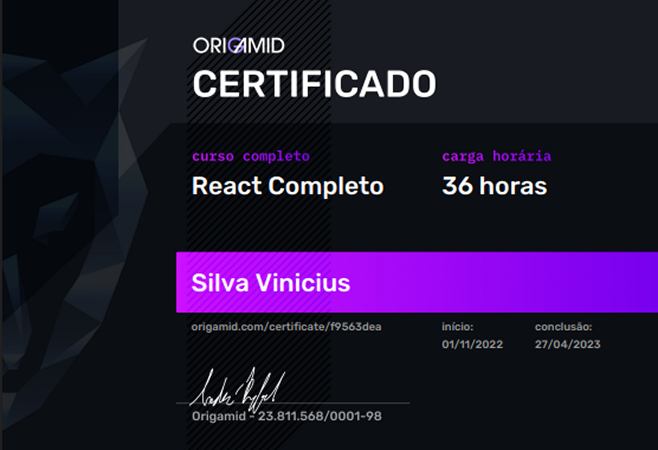 ORIGAMID
CERTIFICADO
curso completo
carga horária
React Completo
36 horas
Silva Vinicius
origamid.com/certificate/f9563dea
início:
conclusão:
01/11/2022
27/04/2023
Origamid - 23.811.568/0001-98